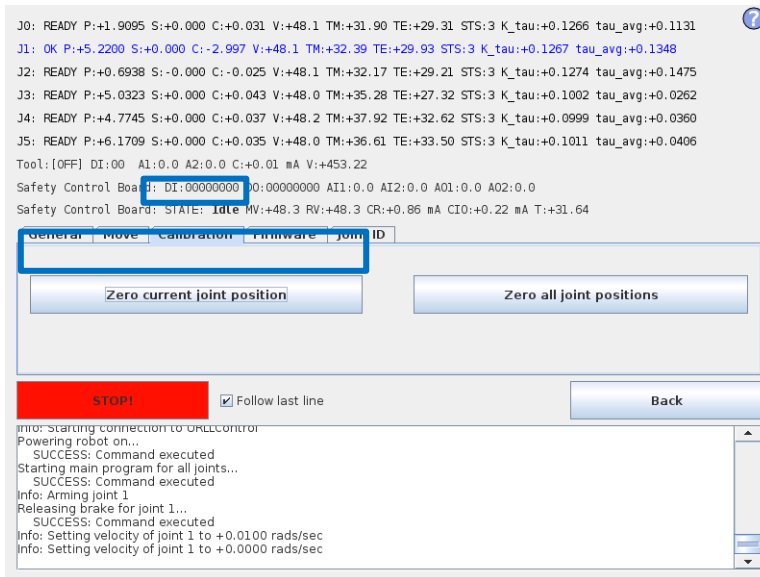 J0: READY P:+1.9095 S:+0.000 C:+0.031 V:+48.1 TM:+31.90 TE:+29.31 STS:3 K_tau:+0.1266 tau_avg:+0.1131
?
J1: OK P:+5.2200 S:+0.000 C:-2.997 V:+48.1 TM:+32.39 TE:+29.93 STS:3 K_tau:+0.1267 tau_avg:+0.1348
J2: READY P:+0.6938 S:-0.000 C:-0.025 V:+48.1 TM:+32.17 TE:+29.21 STS:3 K_tau:+0.1274 tau_avg:+0.1475
J3: READY P:+5.0323 S:+0.000 C:+0.043 V:+48.0 TM:+35.28 TE:+27.32 STS:3 K_tau:+0.1002 tau_avg:+0.0262
J4: READY P:+4.7745 S:+0.000 C:+0.037 V:+48.2 TM:+37.92 TE:+32.62 STS:3 K_tau:+0.0999 tau_avg:+0.0360
J5: READY P:+6.1709 S:+0.000 C:+0.035 V:+48.0 TM:+36.61 TE:+33.50 STS:3 K_tau:+0.1011 tau_avg:+0.0406
Tool:[OFF] DI:00 A1:0.0 A2:0.0 C:+0.01 mA V:+453.22
Safety Control Board: DI:00000000 DO:00000000 AI1:0.0 AI2:0.0 AO1:0.0 AO2:0.0
Safety Control Board: STATE: Idle MV:+48.3 RV:+48.3 CR:+0.86 mA CIO:+0.22 mA T:+31.64
General Move Calibration Firmware Joint ID
Zero current joint position Zero all joint positions
STOP! Follow last line Back
Info: Starting connection to URLLControl
Powering robot on...
SUCCESS: Command executed
Starting main program for all joints...
SUCCESS: Command executed
Info: Arming joint 1
Releasing brake for joint 1...
SUCCESS: Command executed
Info: Setting velocity of joint 1 to +0.0100 rads/sec
Info: Setting velocity of joint 1 to +0.0000 rads/sec